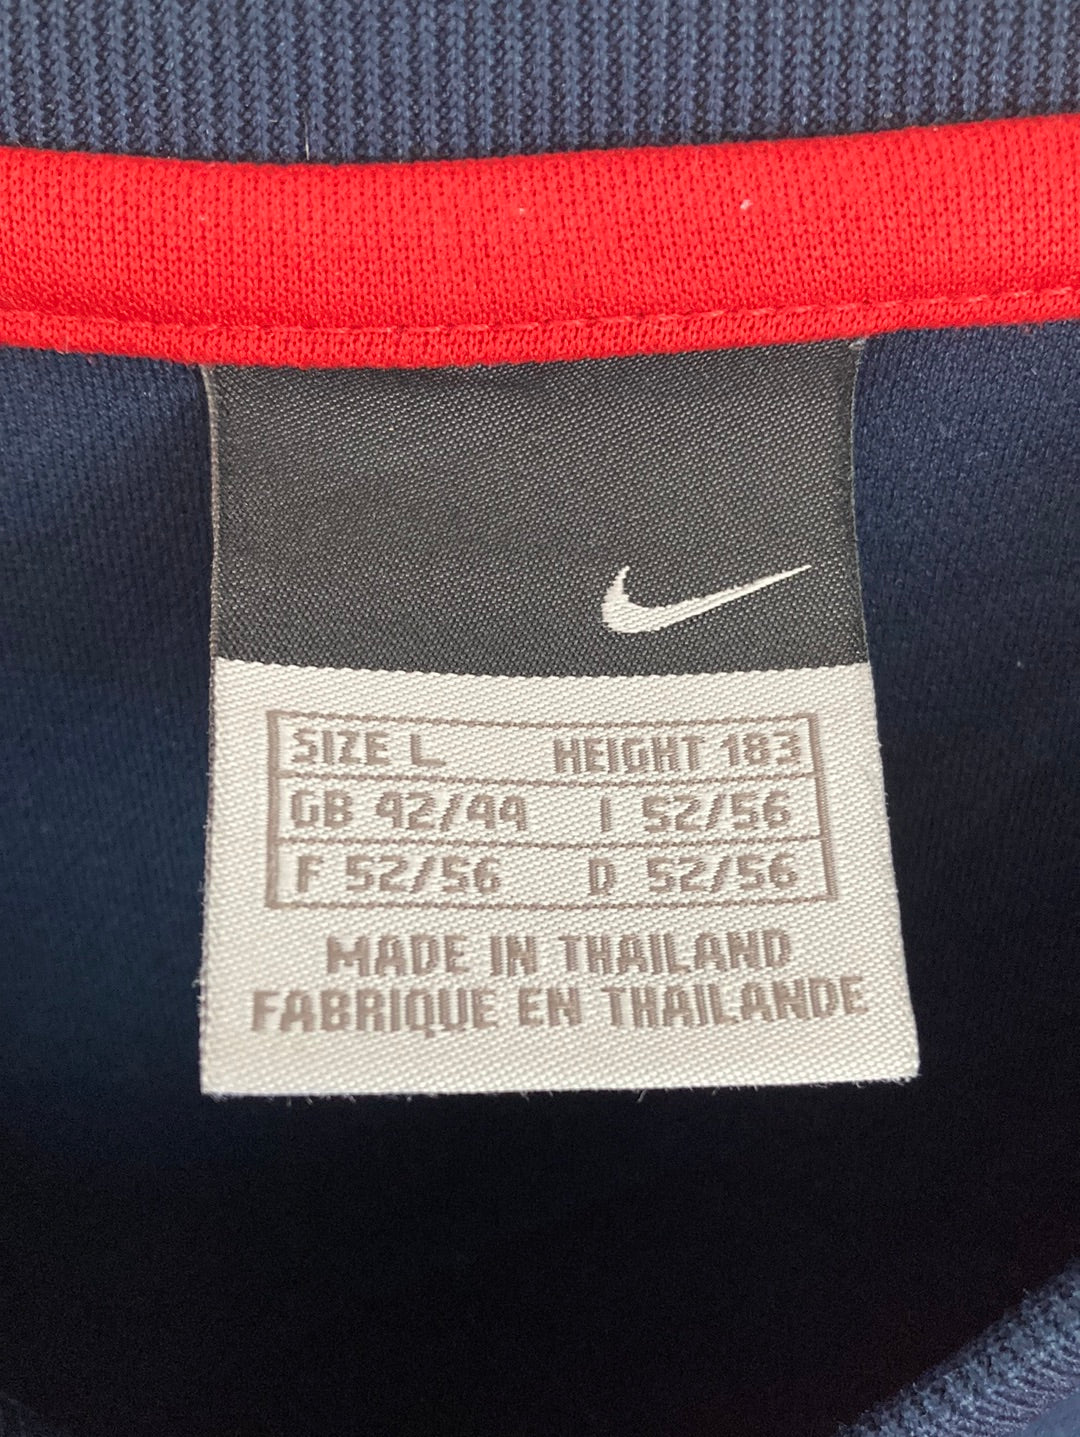 SIZE L HEIGHT 183
GB 42/44 I 52/56
F 52/56 D 52/56
MADE IN THAILAND
FABRIQUE EN THAILANDE